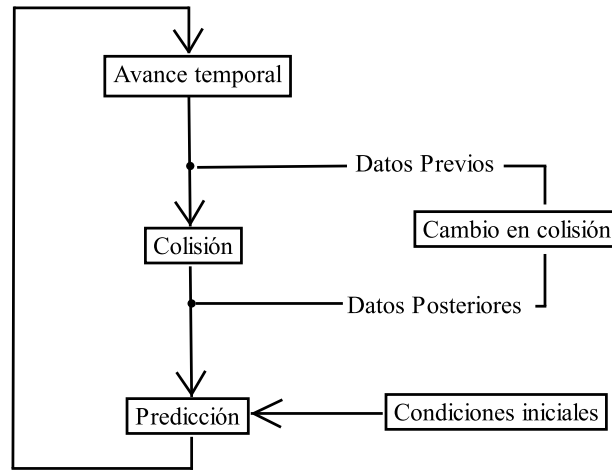 Avance temporal
Datos Previos
Colisión
Cambio en colisión
Datos Posteriores
Predicción
Condiciones iniciales